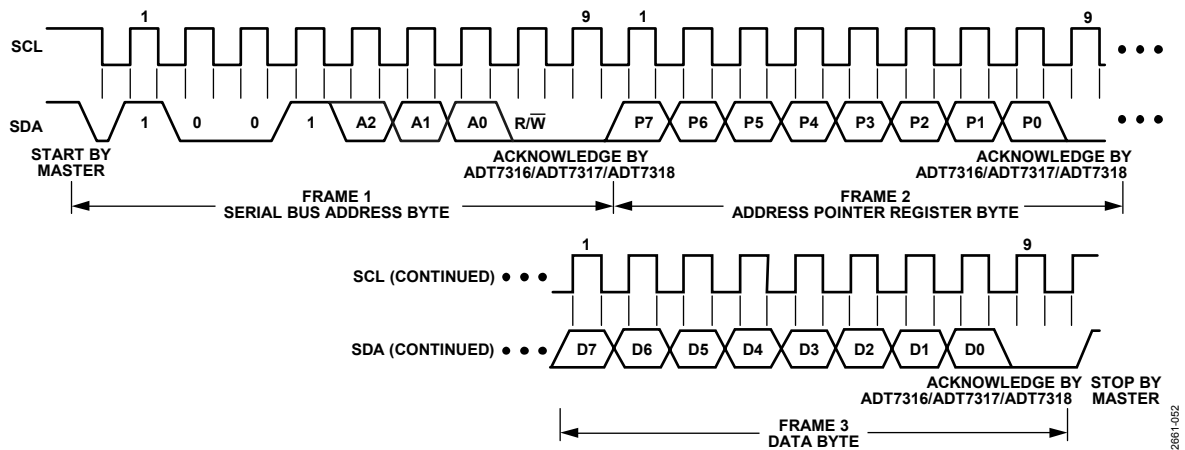 1 9 1 9
SCL
SDA 1 0 0 1 A2 A1 A0 R/W̅ P7 P6 P5 P4 P3 P2 P1 P0
START BY
MASTER
ACKNOWLEDGE BY
ADT7316/ADT7317/ADT7318
ACKNOWLEDGE BY
ADT7316/ADT7317/ADT7318
FRAME 1
SERIAL BUS ADDRESS BYTE
FRAME 2
ADDRESS POINTER REGISTER BYTE
1 9
SCL (CONTINUED)
SDA (CONTINUED) D7 D6 D5 D4 D3 D2 D1 D0
ACKNOWLEDGE BY
ADT7316/ADT7317/ADT7318
STOP BY
MASTER
FRAME 3
DATA BYTE
2661-052